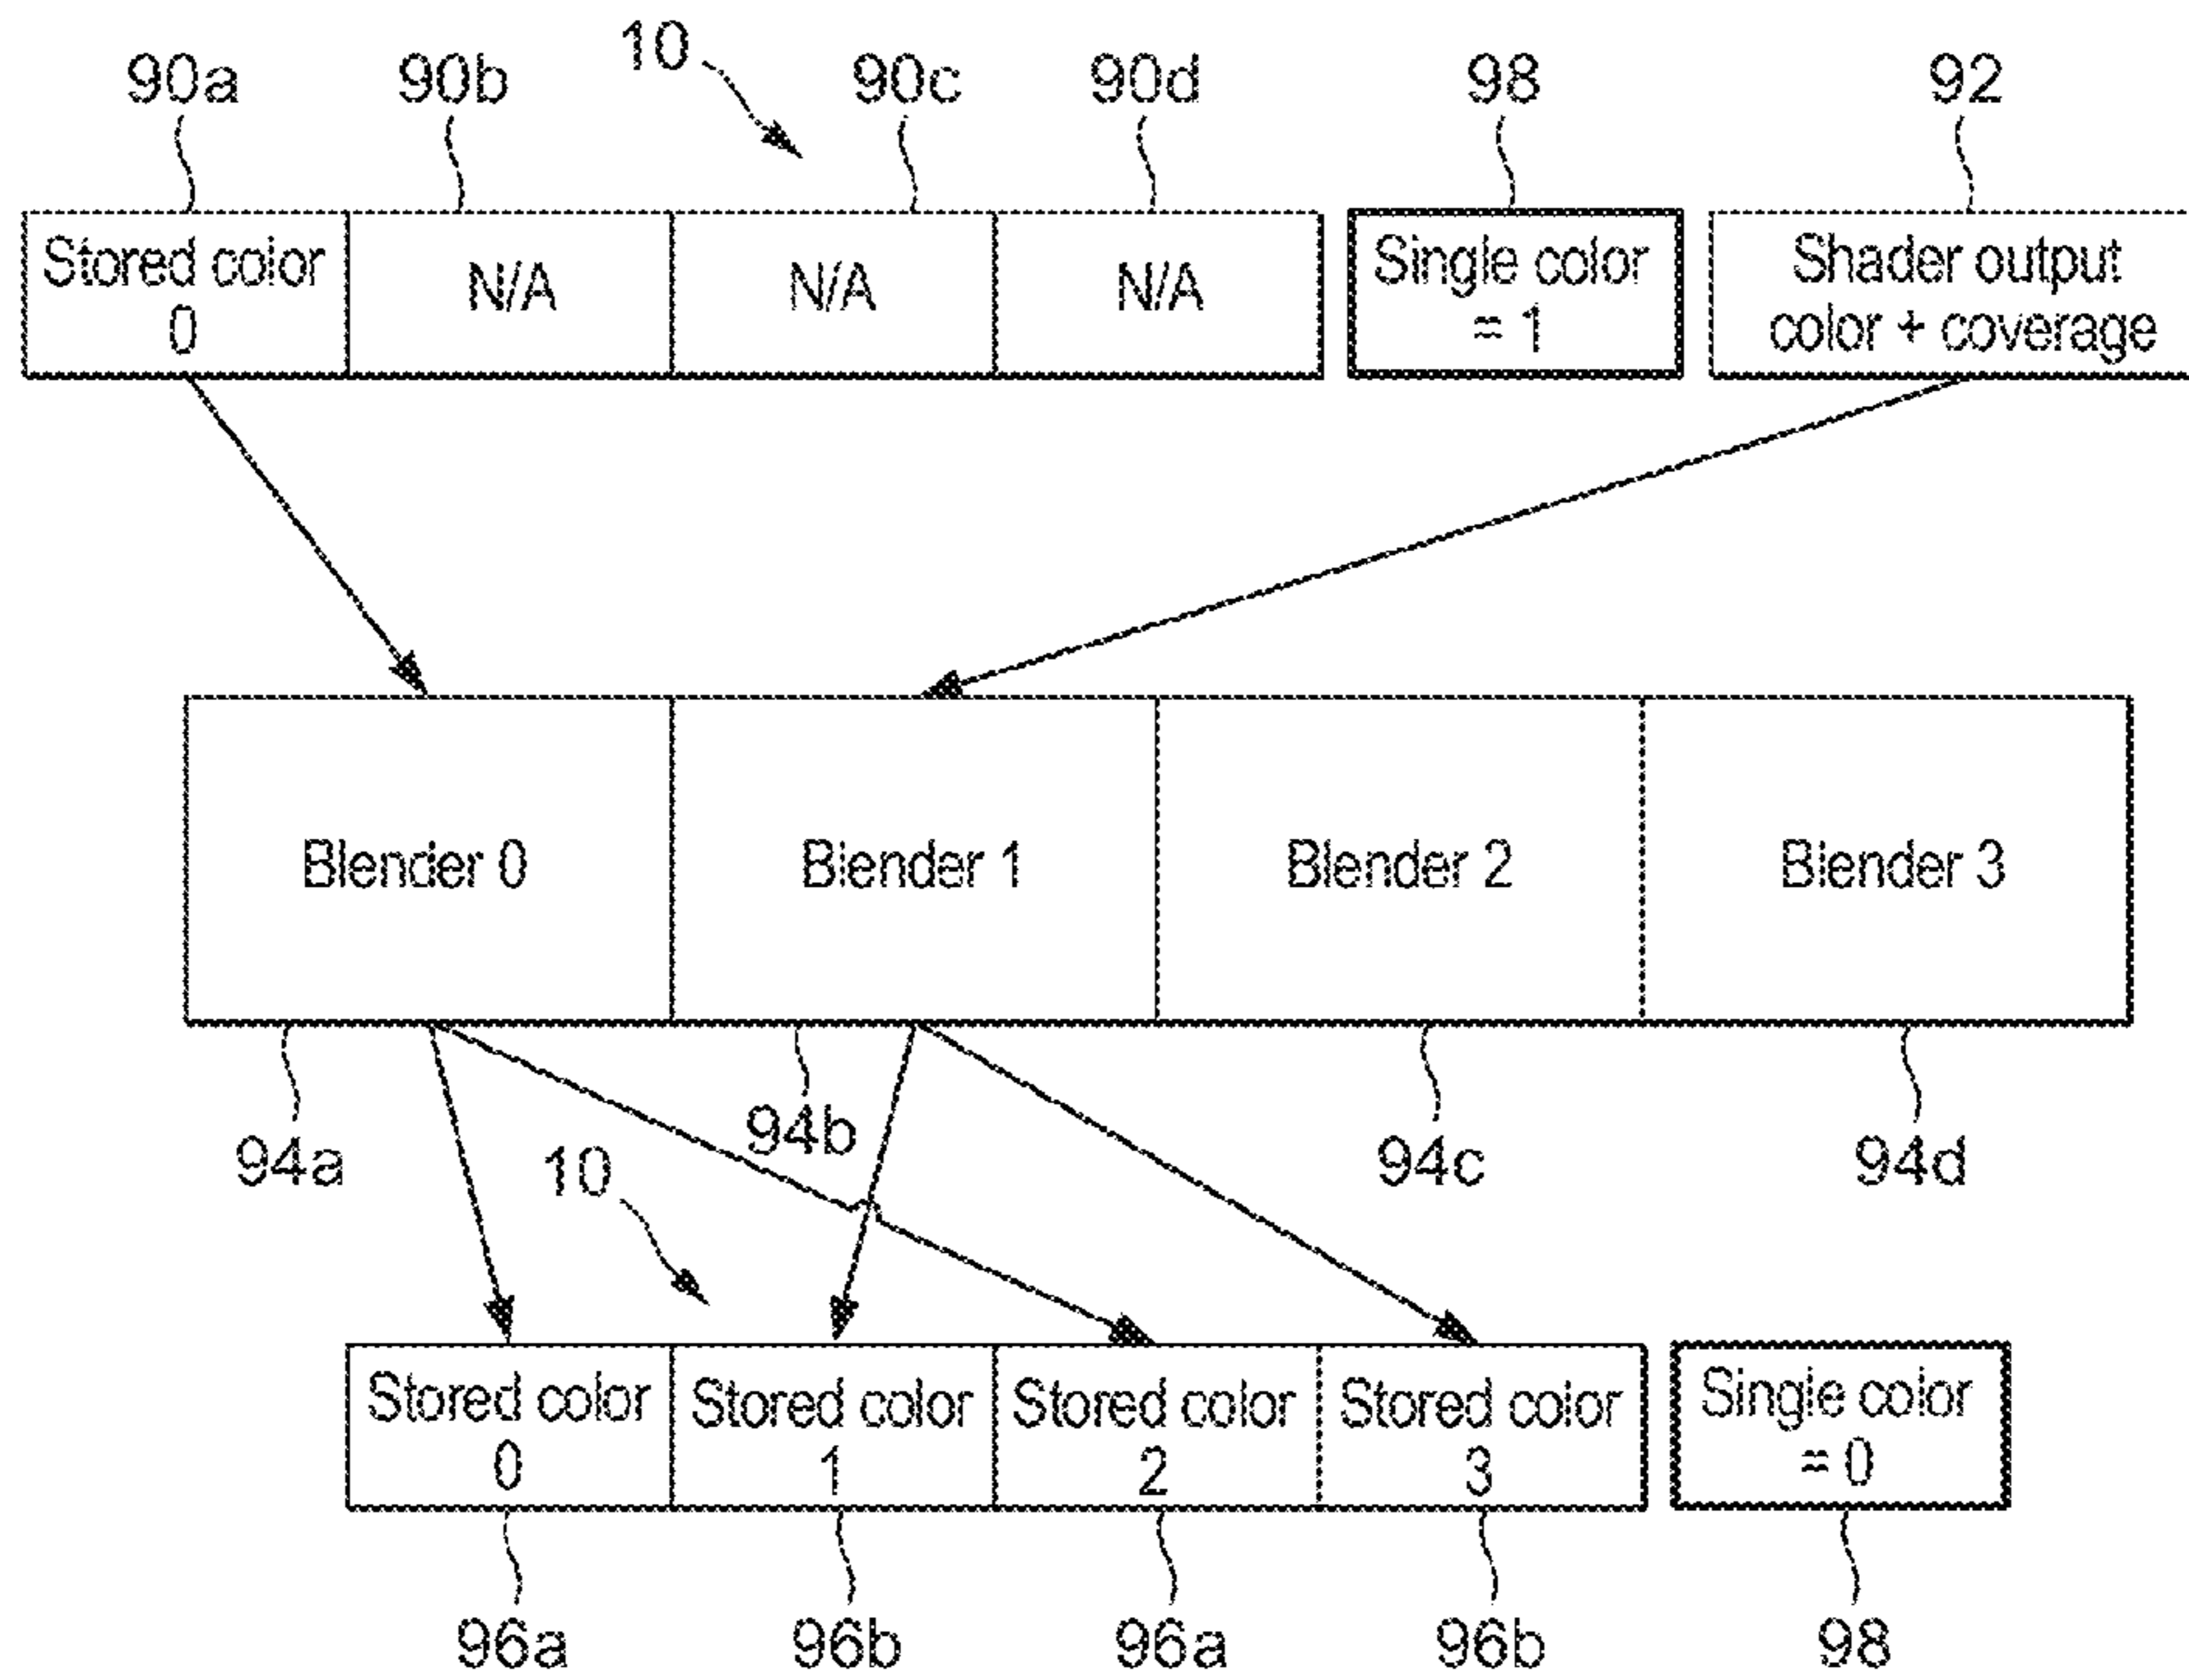 10
90a 90b 90c 90d 98 92
Stored color N/A N/A N/A Single color Shader output
0 = 1 color + coverage
Blender 0 Blender 1 Blender 2 Blender 3
94a 94b 94c 94d
10
Stored color Stored color Stored color Stored color Single color
0 1 2 3 = 0
96a 96b 96a 96b 98